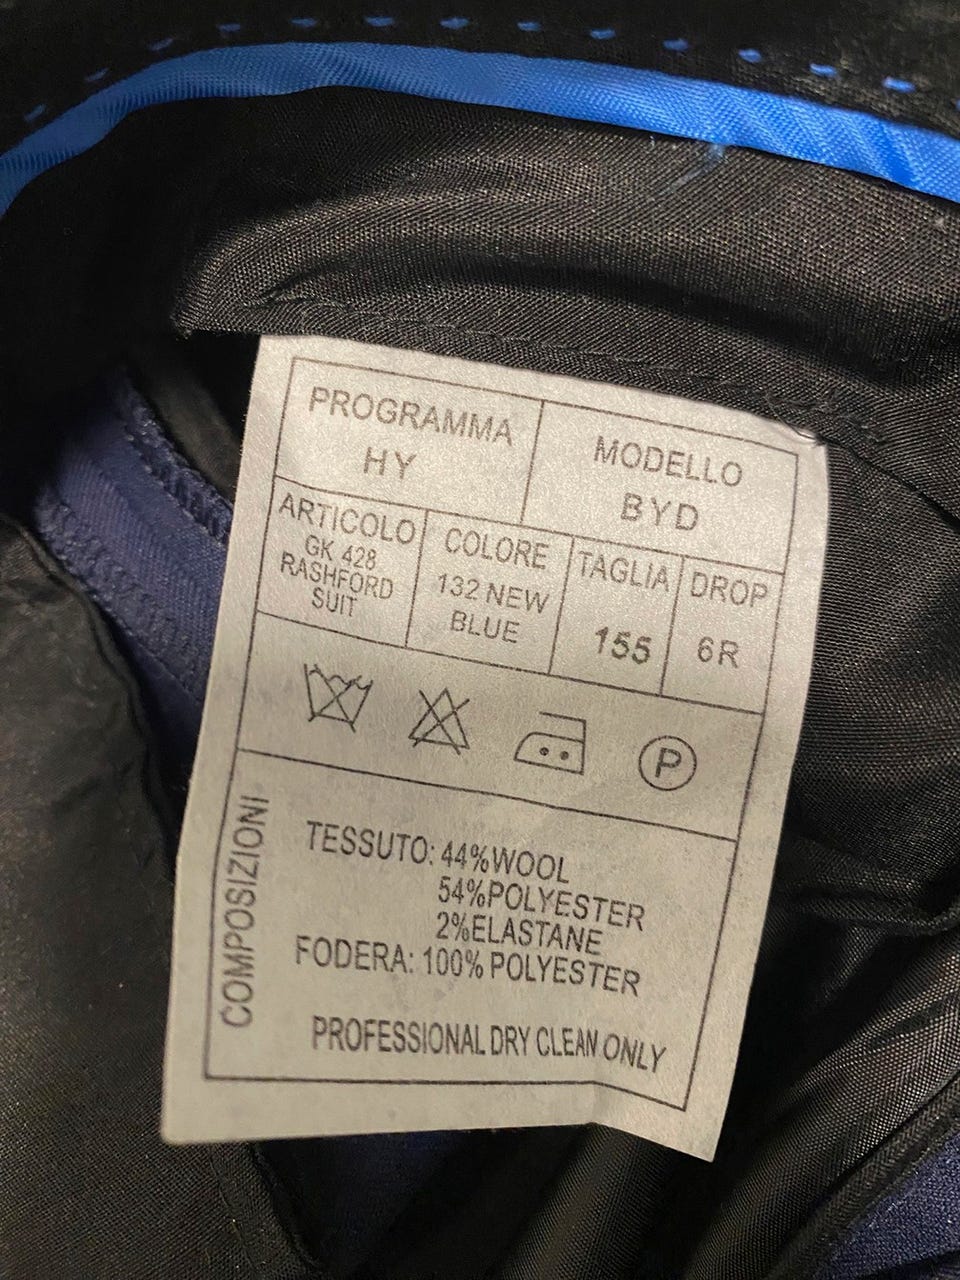 PROGRAMMA
HY
MODELLO
BYD
ARTICOLO
GK 428
RASHFORD
SUIT
COLORE
132 NEW
BLUE
TAGLIA
155
DROP
6R
P
COMPOSIZIONI
TESSUTO: 44%WOOL
54%POLYESTER
2%ELASTANE
FODERA: 100% POLYESTER
PROFESSIONAL DRY CLEAN ONLY